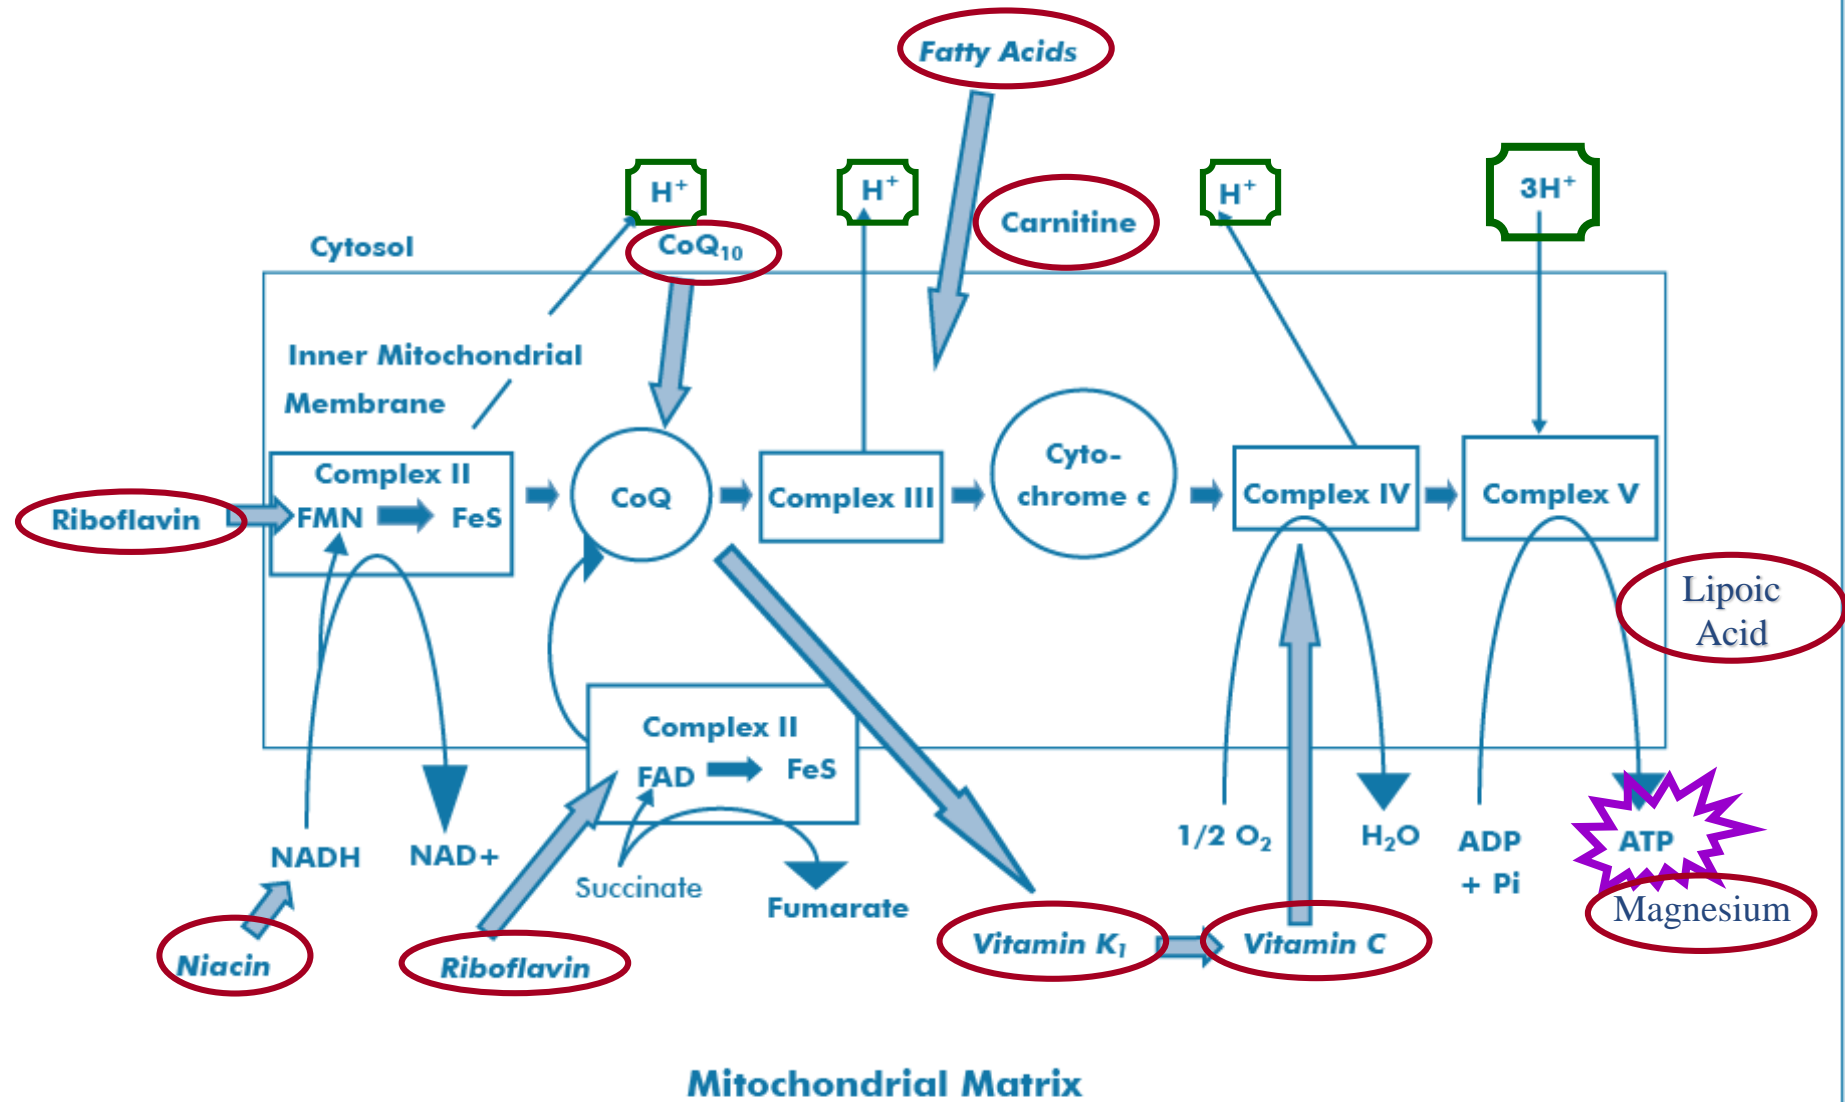 Fatty Acids
H⁺
H⁺
H⁺
3H⁺
Carnitine
Cytosol
CoQ₁₀
Inner Mitochondrial
Membrane
Complex II
FMN
FeS
Riboflavin
CoQ
Complex III
Cyto-
chrome c
Complex IV
Complex V
Lipoic
Acid
Complex II
FAD
FeS
NADH
NAD+
Succinate
Fumarate
1/2 O₂
H₂O
ADP
+ Pi
ATP
Magnesium
Niacin
Riboflavin
Vitamin K₁
Vitamin C
Mitochondrial Matrix